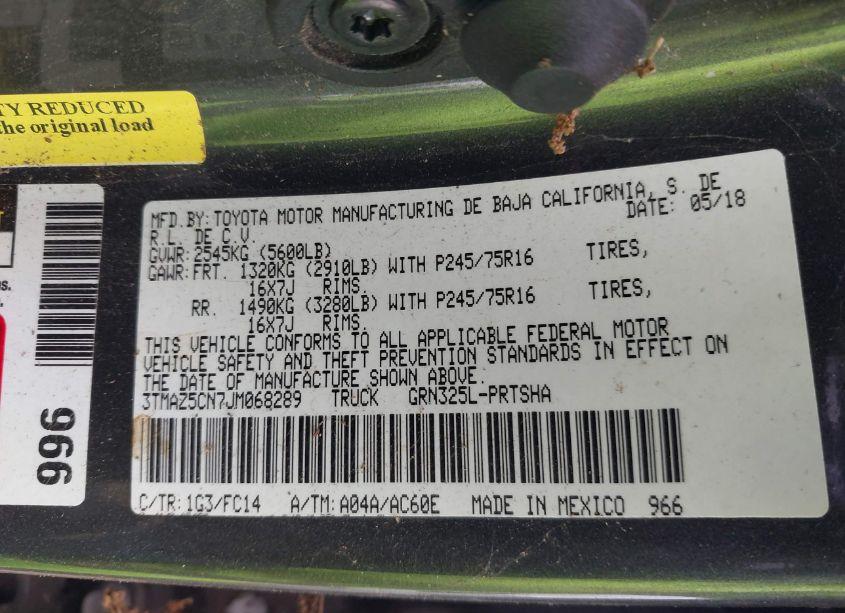 TY REDUCED
the original load
MFD.BY:TOYOTA MOTOR MANUFACTURING DE BAJA CALIFORNIA, S. DE
R.L. DE C.V. DATE: 05/18
GVWR:2545KG (5600LB)
GAWR:FRT. 1320KG (2910LB) WITH P245/75R16 TIRES,
16X7J RIMS.
RR. 1490KG (3280LB) WITH P245/75R16 TIRES,
16X7J RIMS.
THIS VEHICLE CONFORMS TO ALL APPLICABLE FEDERAL MOTOR
VEHICLE SAFETY AND THEFT PREVENTION STANDARDS IN EFFECT ON
THE DATE OF MANUFACTURE SHOWN ABOVE.
3TMAZ5CN7JM068289 TRUCK GRN325L-PRTSHA
C/TR:1G3/FC14 A/TM:A04A/AC60E MADE IN MEXICO 966
966